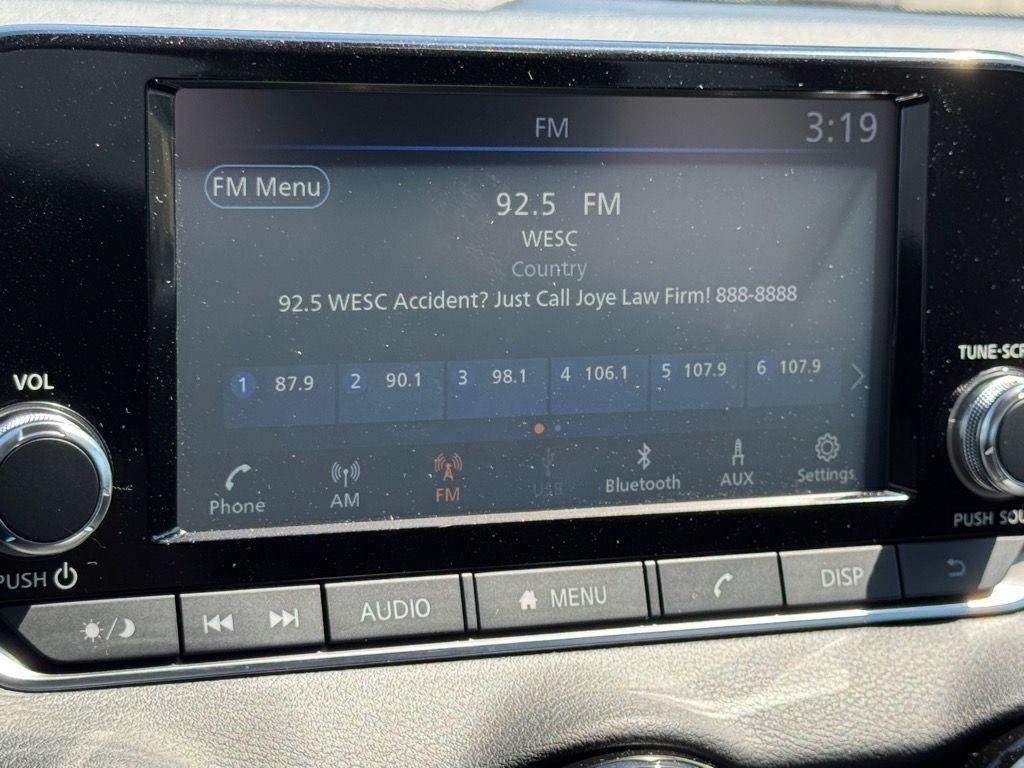 FM 3:19
FM Menu
92.5 FM
WESC
Country
92.5 WESC Accident? Just Call Joye Law Firm! 888-8888
1 87.9 2 90.1 3 98.1 4 106.1 5 107.9 6 107.9
Phone AM FM USB Bluetooth AUX Settings
VOL
TUNE·SCR
PUSH
PUSH SOU
AUDIO MENU DISP